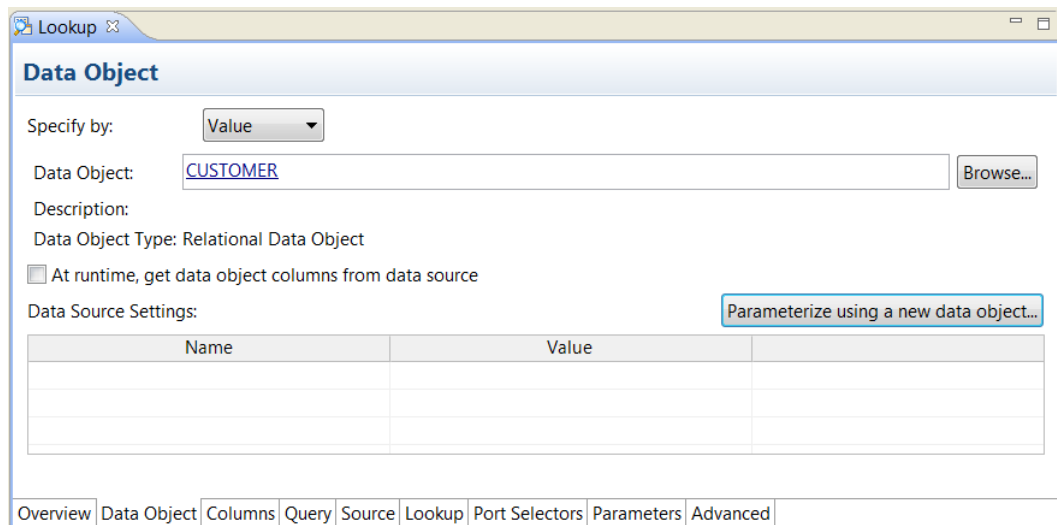 Lookup
Data Object
Specify by: Value
Data Object: CUSTOMER Browse...
Description:
Data Object Type: Relational Data Object
At runtime, get data object columns from data source
Data Source Settings: Parameterize using a new data object...
Name Value
Overview Data Object Columns Query Source Lookup Port Selectors Parameters Advanced